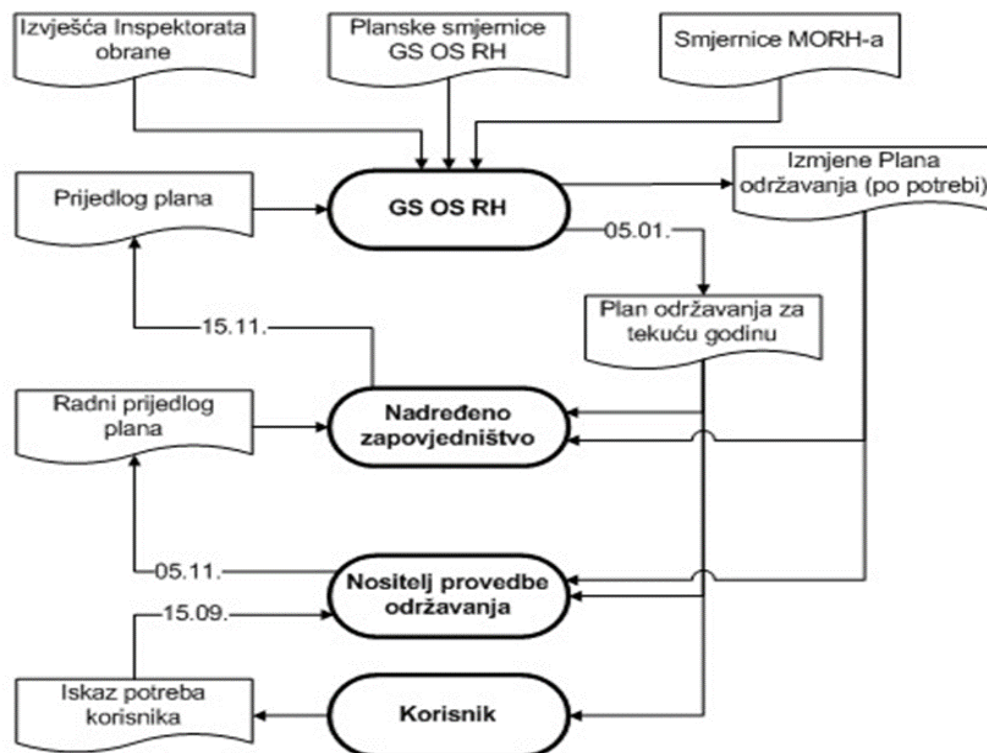 Izvješća Inspektorata
obrane
Planske smjernice
GS OS RH
Smjernice MORH-a
Izmjene Plana
održavanja (po potrebi)
Prijedlog plana
GS OS RH
05.01.
Plan održavanja za
tekuću godinu
15.11.
Radni prijedlog
plana
Nadređeno
zapovjedništvo
05.11.
Nositelj provedbe
održavanja
15.09.
Iskaz potreba
korisnika
Korisnik